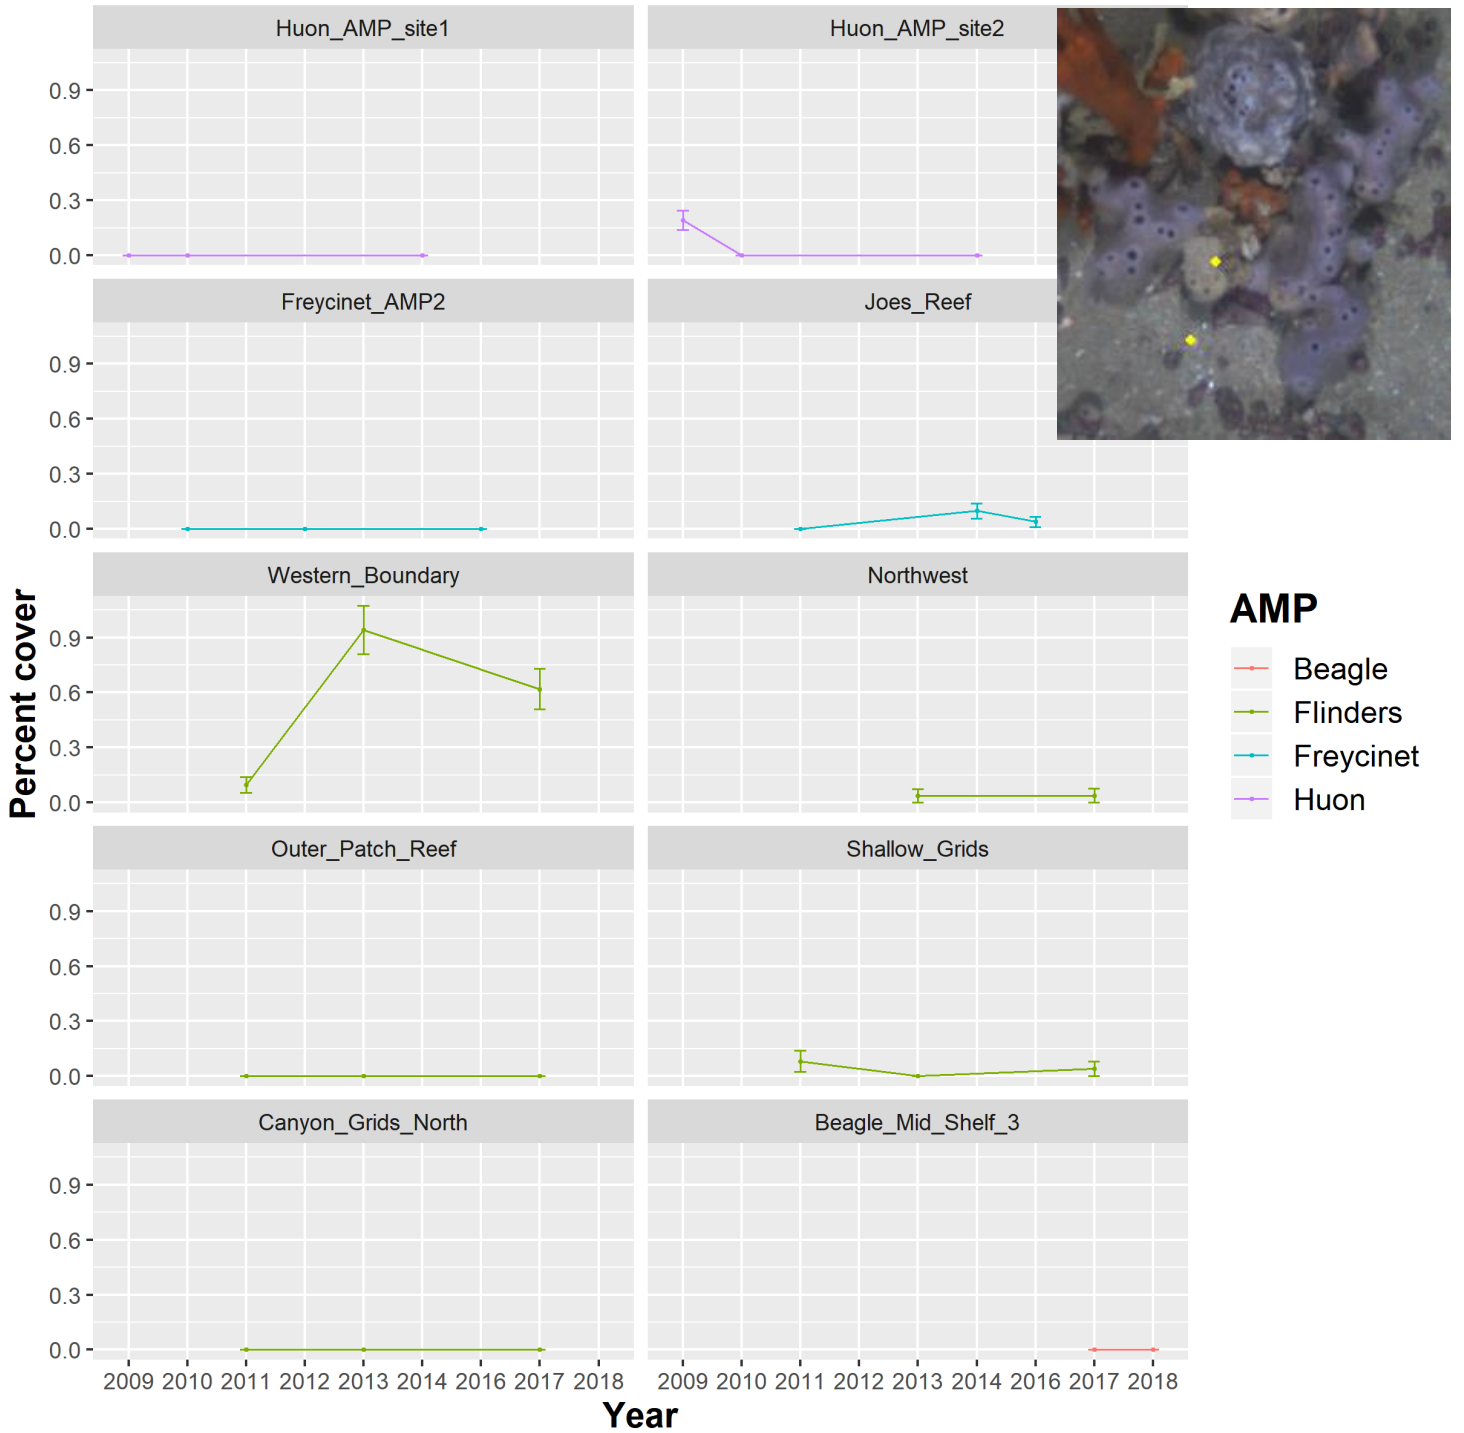 Huon_AMP_site1 Huon_AMP_site2
0.9
0.6
0.3
0.0
Freycinet_AMP2 Joes_Reef
0.9
0.6
0.3
0.0
Western_Boundary Northwest
0.9
0.6
0.3
0.0
Outer_Patch_Reef Shallow_Grids
0.9
0.6
0.3
0.0
Canyon_Grids_North Beagle_Mid_Shelf_3
0.9
0.6
0.3
0.0
2009 2010 2011 2012 2013 2014 2016 2017 2018 2009 2010 2011 2012 2013 2014 2016 2017 2018
Year
Percent cover
AMP
Beagle
Flinders
Freycinet
Huon